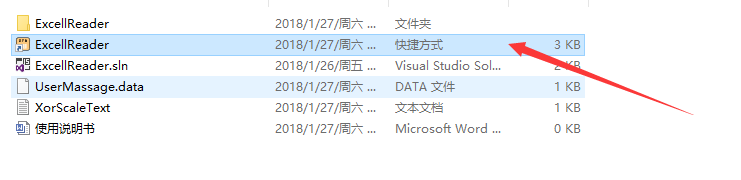 ExcellReader 2018/1/27/周六 ... 文件夹
ExcellReader 2018/1/27/周六 ... 快捷方式 3 KB
ExcellReader.sln 2018/1/26/周五 ... Visual Studio Sol... 2 KB
UserMassage.data 2018/1/27/周六 ... DATA 文件 1 KB
XorScaleText 2018/1/27/周六 ... 文本文档 1 KB
使用说明书 2018/1/27/周六 ... Microsoft Word ... 0 KB